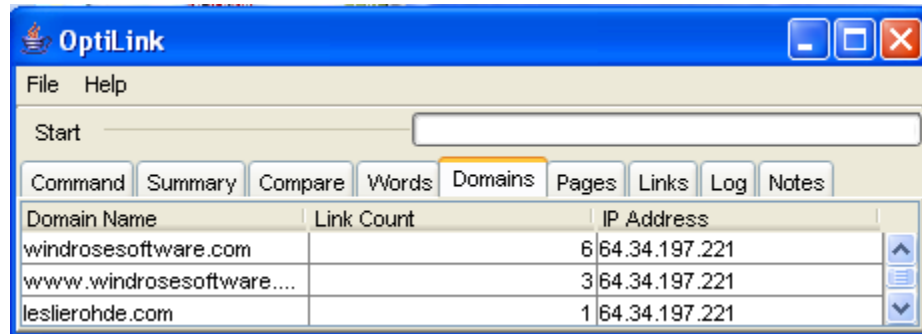 OptiLink
File Help
Start
Command Summary Compare Words Domains Pages Links Log Notes
Domain Name Link Count IP Address
windrosesoftware.com 6 64.34.197.221
www.windrosesoftware.... 3 64.34.197.221
leslierohde.com 1 64.34.197.221